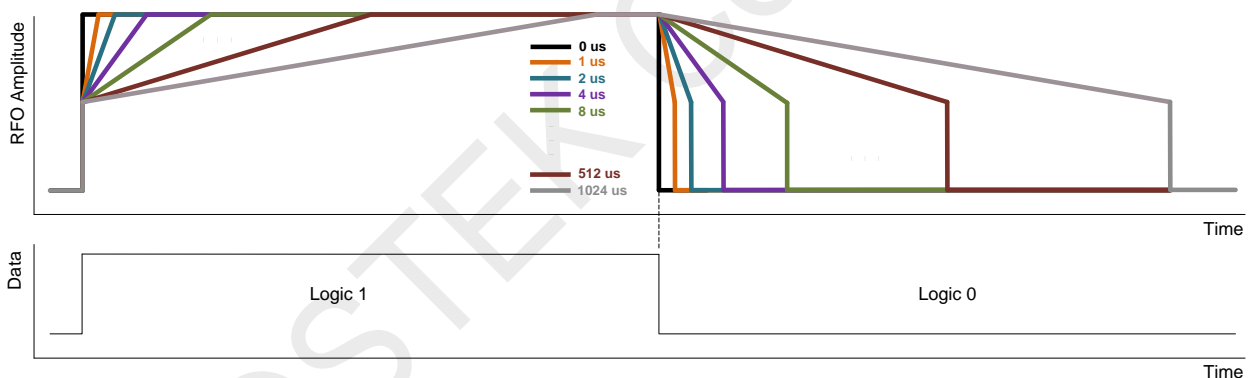 RFO Amplitude
0 us
1 us
2 us
4 us
8 us
512 us
1024 us
Time
Data
Logic 1
Logic 0
Time